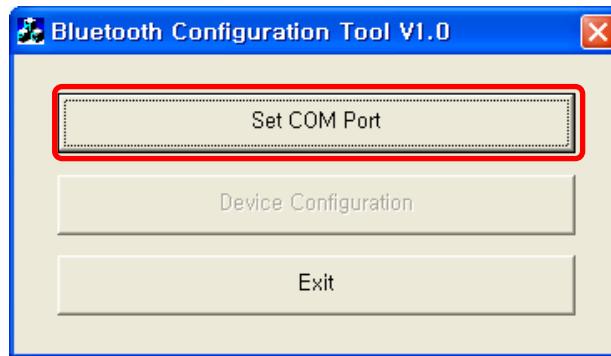 Bluetooth Configuration Tool V1.0
Set COM Port
Device Configuration
Exit